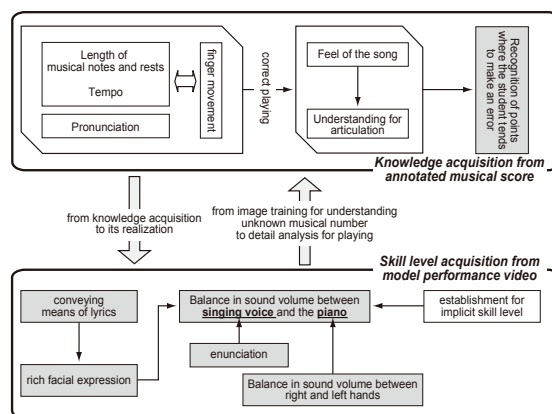 Length of
musical notes and rests
Tempo
Pronunciation
finger movement
correct playing
Feel of the song
Understanding for
articulation
Recognition of points
where the student tends
to make an error
Knowledge acquisition from
annotated musical score
from knowledge acquisition
to its realization
from image training for understanding
unknown musical number
to detail analysis for playing
Skill level acquisition from
model performance video
conveying
means of lyrics
rich facial expression
Balance in sound volume between
singing voice and the piano
enunciation
Balance in sound volume between
right and left hands
establishment for
implicit skill level